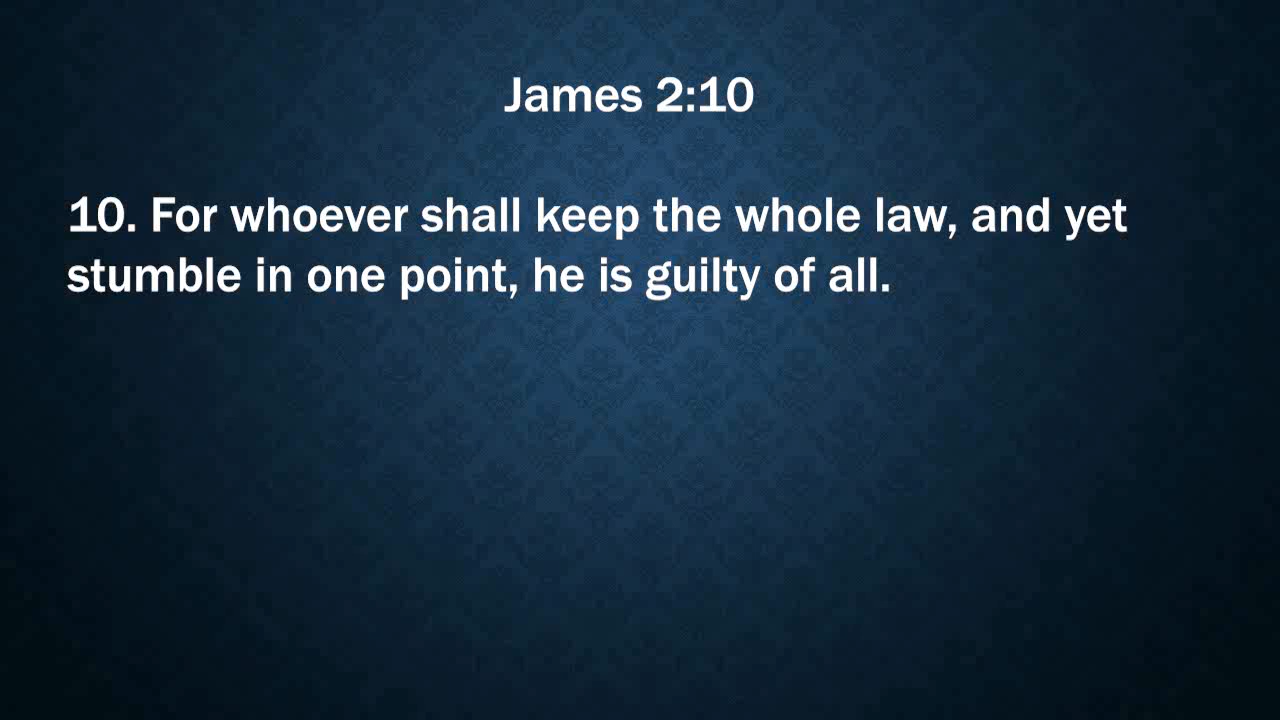 James 2:10
10. For whoever shall keep the whole law, and yet
stumble in one point, he is guilty of all.